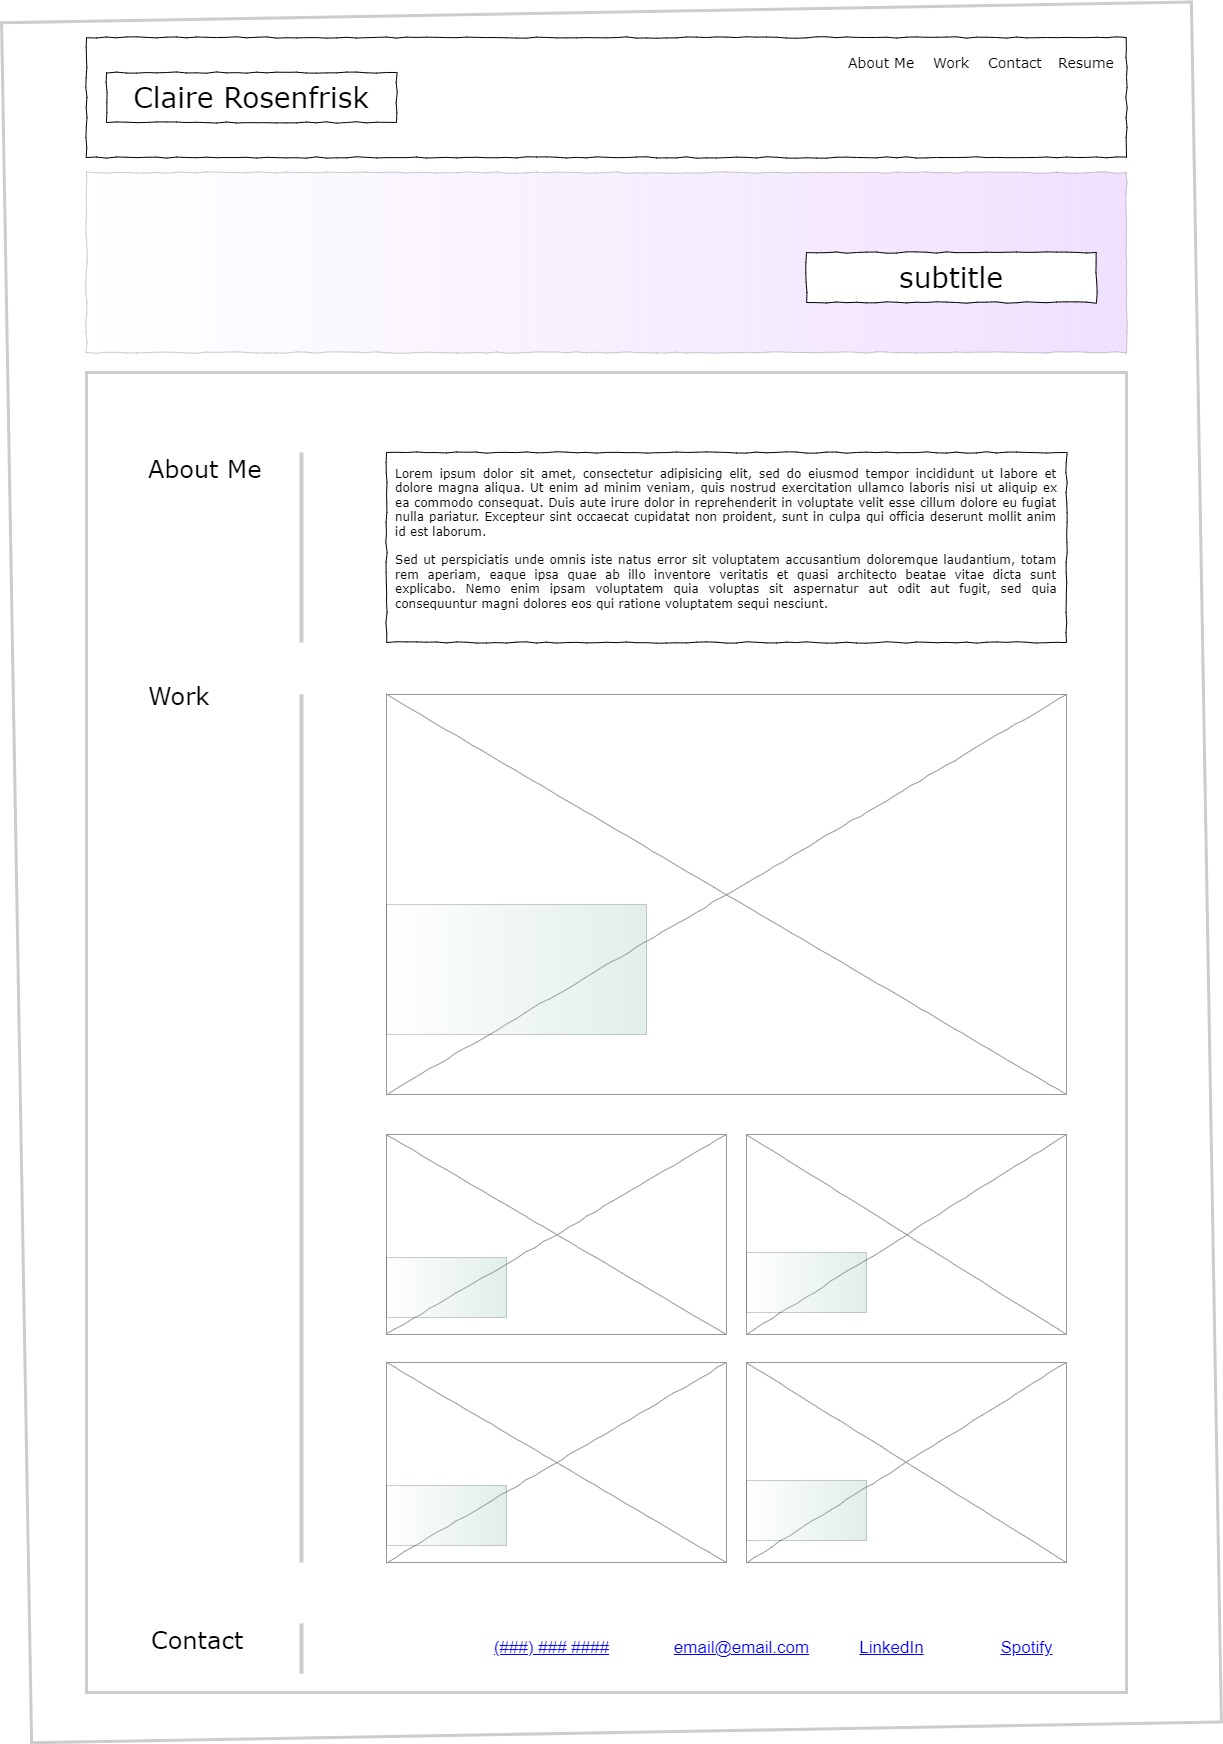 About Me Work Contact Resume
Claire Rosenfrisk
subtitle
About Me
Lorem ipsum dolor sit amet, consectetur adipisicing elit, sed do eiusmod tempor incididunt ut labore et
dolore magna aliqua. Ut enim ad minim veniam, quis nostrud exercitation ullamco laboris nisi ut aliquip ex
ea commodo consequat. Duis aute irure dolor in reprehenderit in voluptate velit esse cillum dolore eu fugiat
nulla pariatur. Excepteur sint occaecat cupidatat non proident, sunt in culpa qui officia deserunt mollit anim
id est laborum.
Sed ut perspiciatis unde omnis iste natus error sit voluptatem accusantium doloremque laudantium, totam
rem aperiam, eaque ipsa quae ab illo inventore veritatis et quasi architecto beatae vitae dicta sunt
explicabo. Nemo enim ipsam voluptatem quia voluptas sit aspernatur aut odit aut fugit, sed quia
consequuntur magni dolores eos qui ratione voluptatem sequi nesciunt.
Work
Contact
(###) ### #### email@email.com LinkedIn Spotify